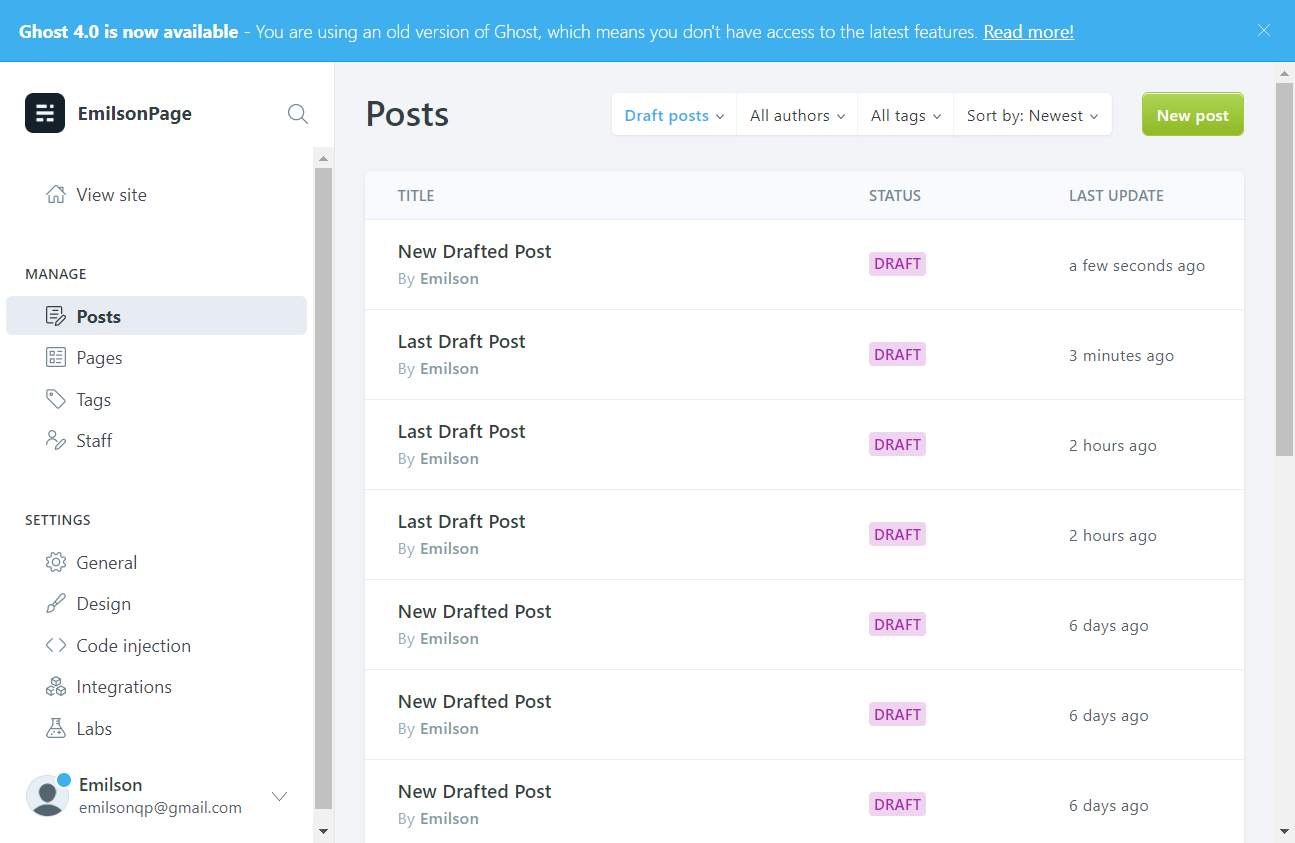 Ghost 4.0 is now available - You are using an old version of Ghost, which means you don't have access to the latest features. Read more!
EmilsonPage
View site
MANAGE
Posts
Pages
Tags
Staff
SETTINGS
General
Design
Code injection
Integrations
Labs
Emilson
emilsonqp@gmail.com
Posts
Draft posts All authors All tags Sort by: Newest
New post
TITLE STATUS LAST UPDATE
New Drafted Post
By Emilson
DRAFT
a few seconds ago
Last Draft Post
By Emilson
DRAFT
3 minutes ago
Last Draft Post
By Emilson
DRAFT
2 hours ago
Last Draft Post
By Emilson
DRAFT
2 hours ago
New Drafted Post
By Emilson
DRAFT
6 days ago
New Drafted Post
By Emilson
DRAFT
6 days ago
New Drafted Post
By Emilson
DRAFT
6 days ago